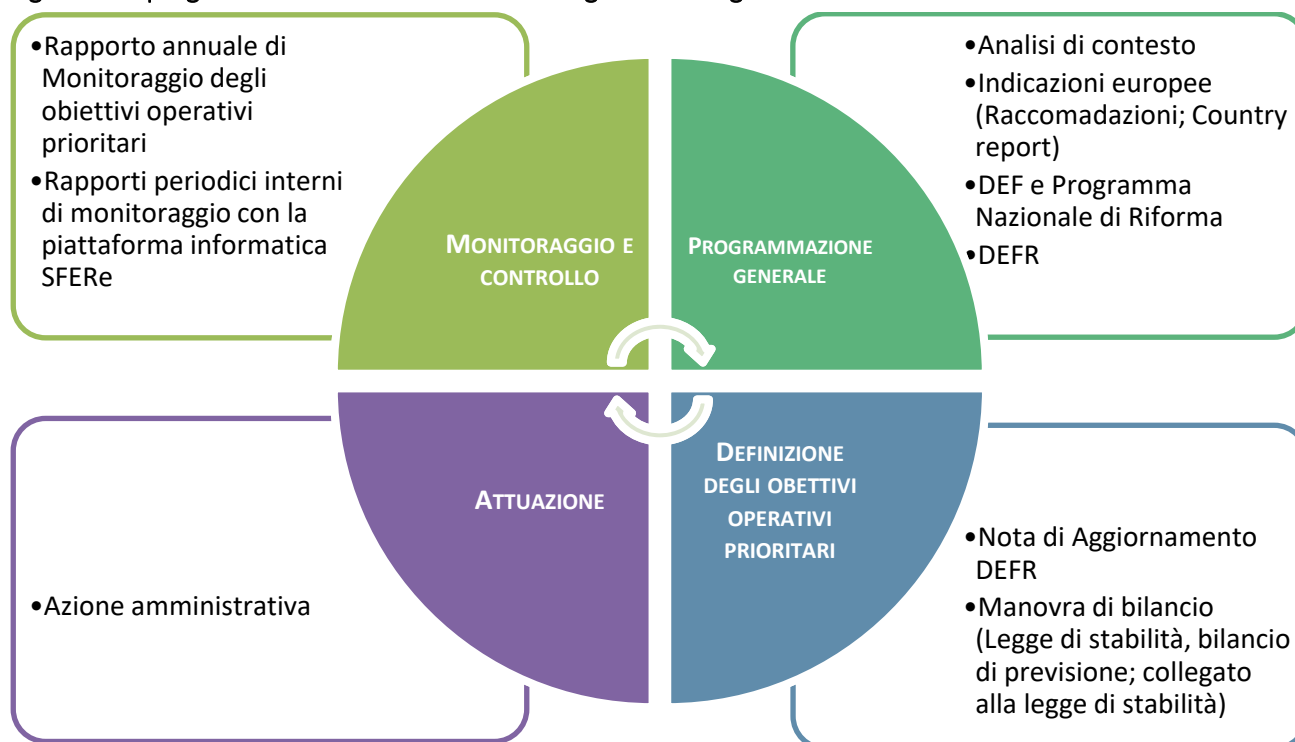 •Rapporto annuale di
Monitoraggio degli
obiettivi operativi
prioritari
•Rapporti periodici interni
di monitoraggio con la
piattaforma informatica
SFERe
MONITORAGGIO E
CONTROLLO
PROGRAMMAZIONE
GENERALE
•Analisi di contesto
•Indicazioni europee
(Raccomadazioni; Country
report)
•DEF e Programma
Nazionale di Riforma
•DEFR
ATTUAZIONE
•Azione amministrativa
DEFINIZIONE
DEGLI OBETTIVI
OPERATIVI
PRIORITARI
•Nota di Aggiornamento
DEFR
•Manovra di bilancio
(Legge di stabilità, bilancio
di previsione; collegato
alla legge di stabilità)